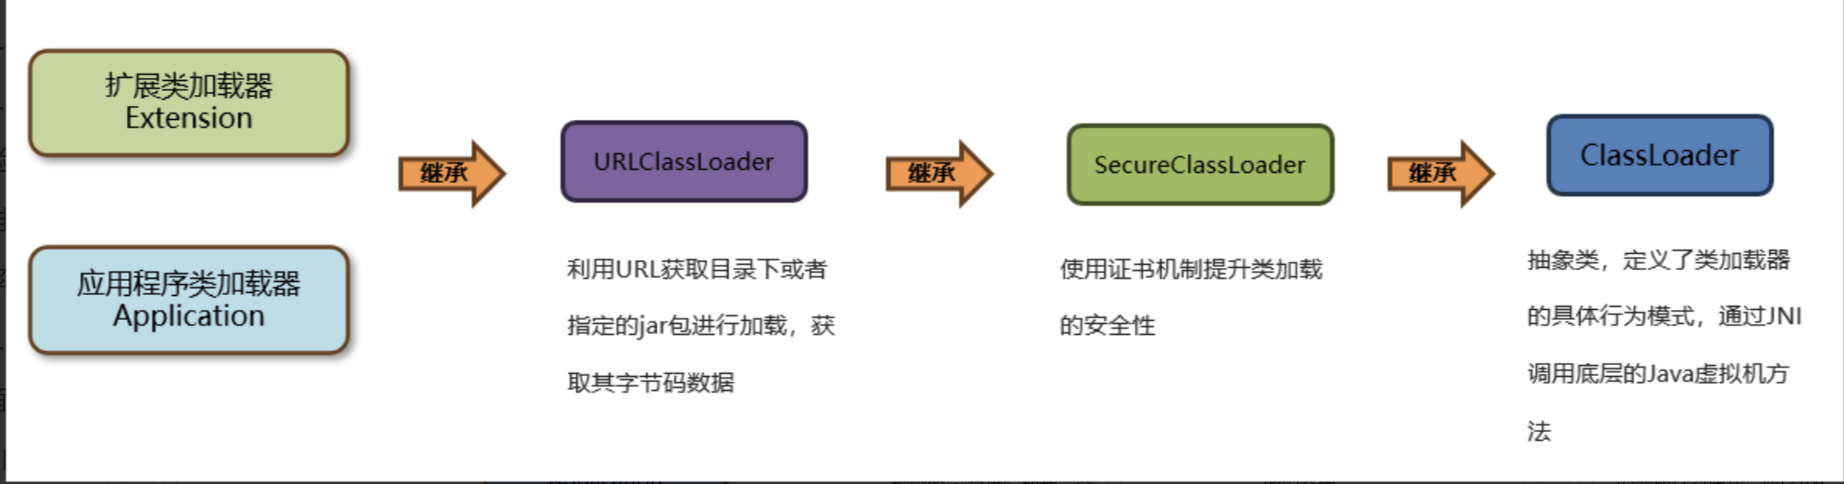 扩展类加载器
Extension
应用程序类加载器
Application
继承
URLClassLoader
利用URL获取目录下或者
指定的jar包进行加载，获
取其字节码数据
继承
SecureClassLoader
使用证书机制提升类加载
的安全性
继承
ClassLoader
抽象类，定义了类加载器
的具体行为模式，通过JNI
调用底层的Java虚拟机方
法